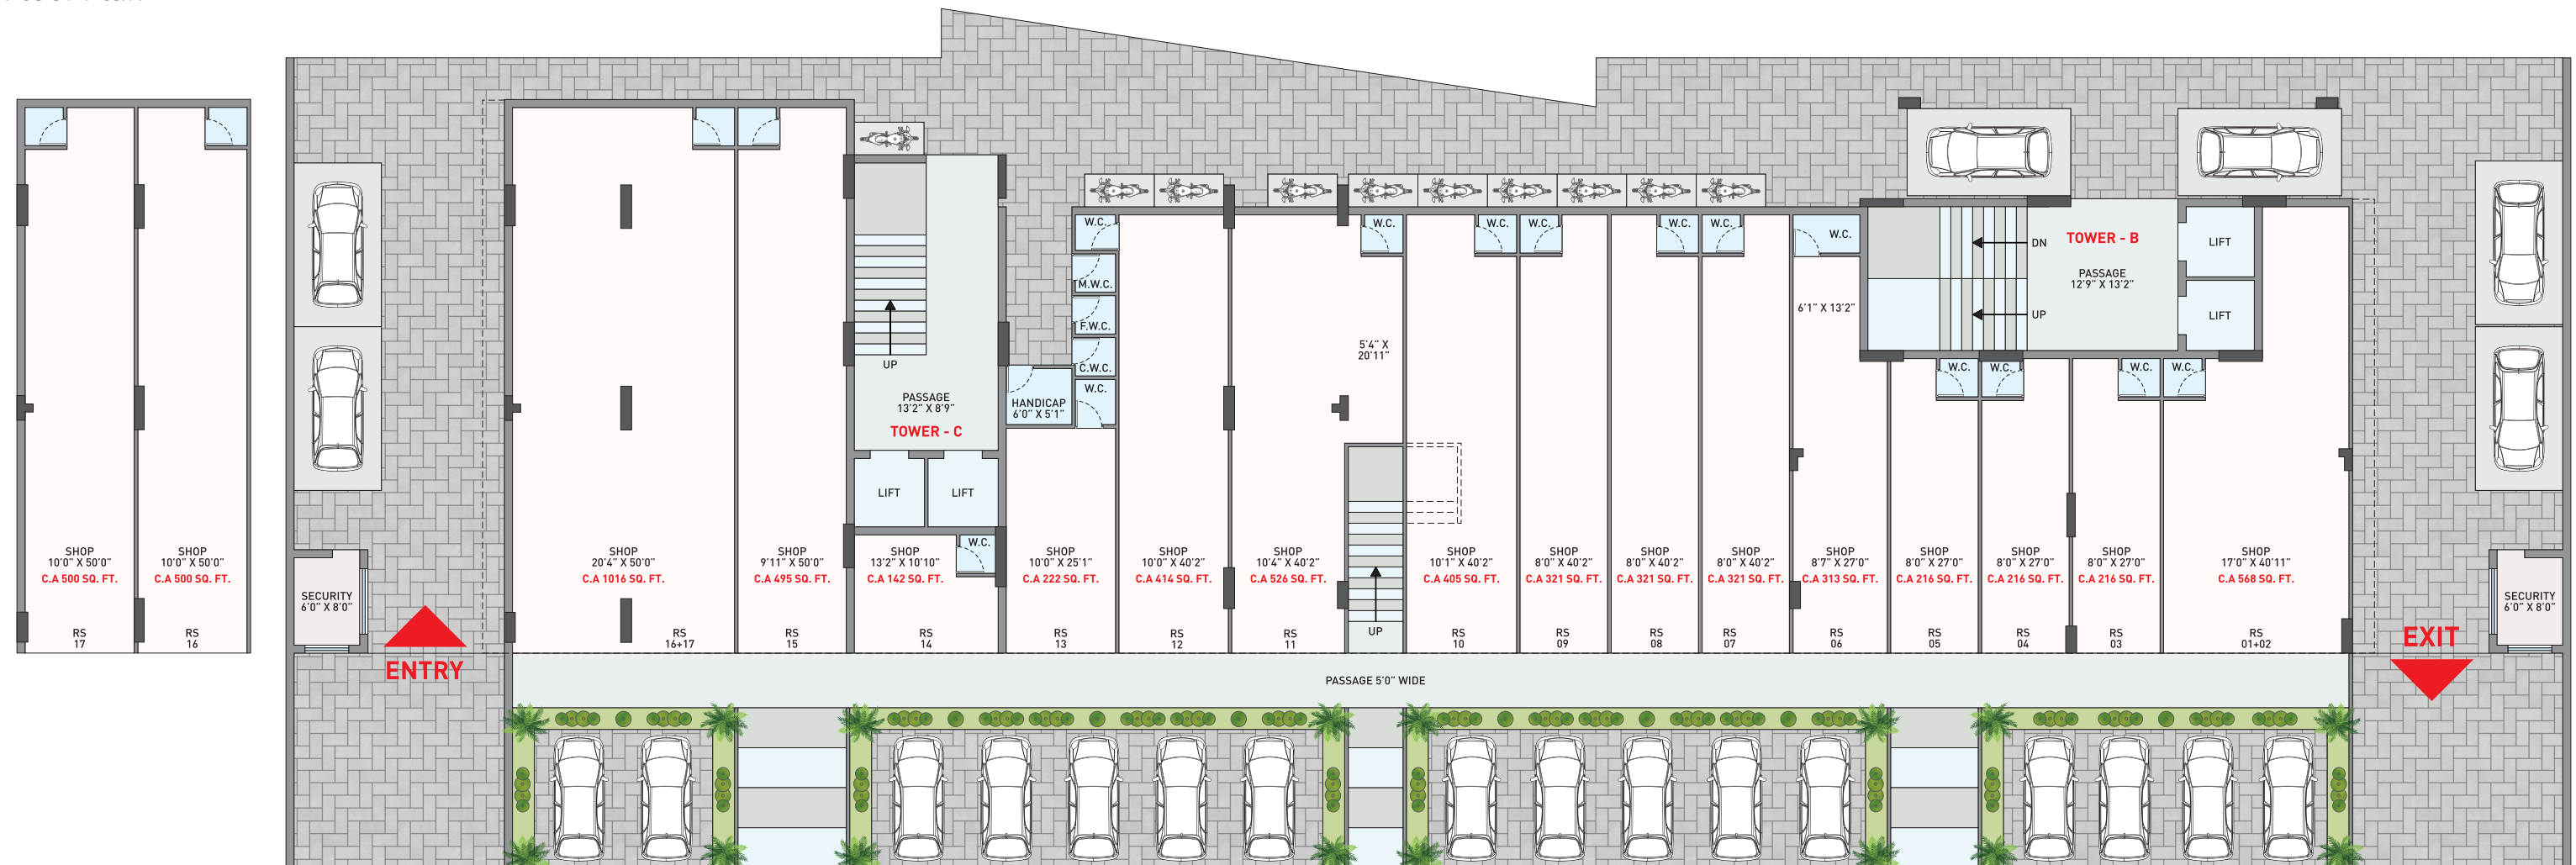 SHOP
10'0" X 50'0"
C.A 500 SQ. FT.
RS
17
SHOP
10'0" X 50'0"
C.A 500 SQ. FT.
RS
16
SECURITY
6'0" X 8'0"
ENTRY
SHOP
20'4" X 50'0"
C.A 1016 SQ. FT.
RS
16+17
SHOP
9'11" X 50'0"
C.A 495 SQ. FT.
RS
15
UP
PASSAGE
13'2" X 8'9"
TOWER - C
LIFT
LIFT
W.C.
SHOP
13'2" X 10'10"
C.A 142 SQ. FT.
RS
14
HANDICAP
6'0" X 5'1"
W.C.
M.W.C.
F.W.C.
C.W.C.
W.C.
SHOP
10'0" X 25'1"
C.A 222 SQ. FT.
RS
13
SHOP
10'0" X 40'2"
C.A 414 SQ. FT.
RS
12
W.C.
5'4" X
20'11"
SHOP
10'4" X 40'2"
C.A 526 SQ. FT.
RS
11
UP
W.C.
SHOP
10'1" X 40'2"
C.A 405 SQ. FT.
RS
10
W.C.
SHOP
8'0" X 40'2"
C.A 321 SQ. FT.
RS
09
W.C.
SHOP
8'0" X 40'2"
C.A 321 SQ. FT.
RS
08
W.C.
SHOP
8'0" X 40'2"
C.A 321 SQ. FT.
RS
07
W.C.
6'1" X 13'2"
SHOP
8'7" X 27'0"
C.A 313 SQ. FT.
RS
06
DN
UP
TOWER - B
PASSAGE
12'9" X 13'2"
LIFT
LIFT
W.C.
SHOP
8'0" X 27'0"
C.A 216 SQ. FT.
RS
05
W.C.
SHOP
8'0" X 27'0"
C.A 216 SQ. FT.
RS
04
W.C.
SHOP
8'0" X 27'0"
C.A 216 SQ. FT.
RS
03
W.C.
SHOP
17'0" X 40'11"
C.A 568 SQ. FT.
RS
01+02
SECURITY
6'0" X 8'0"
EXIT
PASSAGE 5'0" WIDE